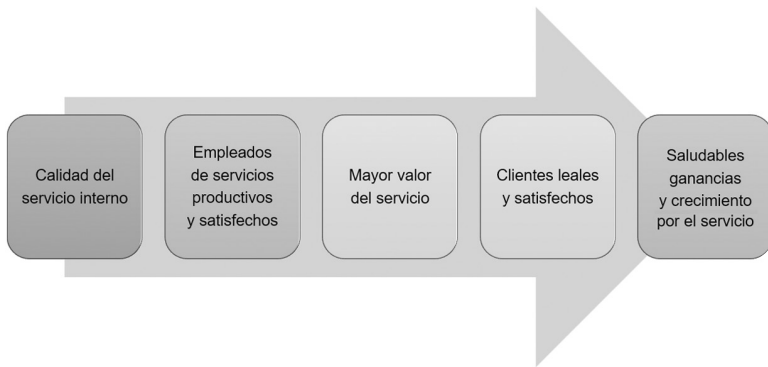 Calidad del
servicio interno
Empleados
de servicios
productivos
y satisfechos
Mayor valor
del servicio
Clientes leales
y satisfechos
Saludables
ganancias
y crecimiento
por el servicio